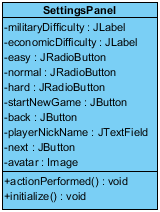 SettingsPanel
-militaryDifficulty : JLabel
-economicDifficulty : JLabel
-easy : JRadioButton
-normal : JRadioButton
-hard : JRadioButton
-startNewGame : JButton
-back : JButton
-playerNickName : JTextField
-next : JButton
-avatar : Image
+actionPerformed() : void
+initialize() : void